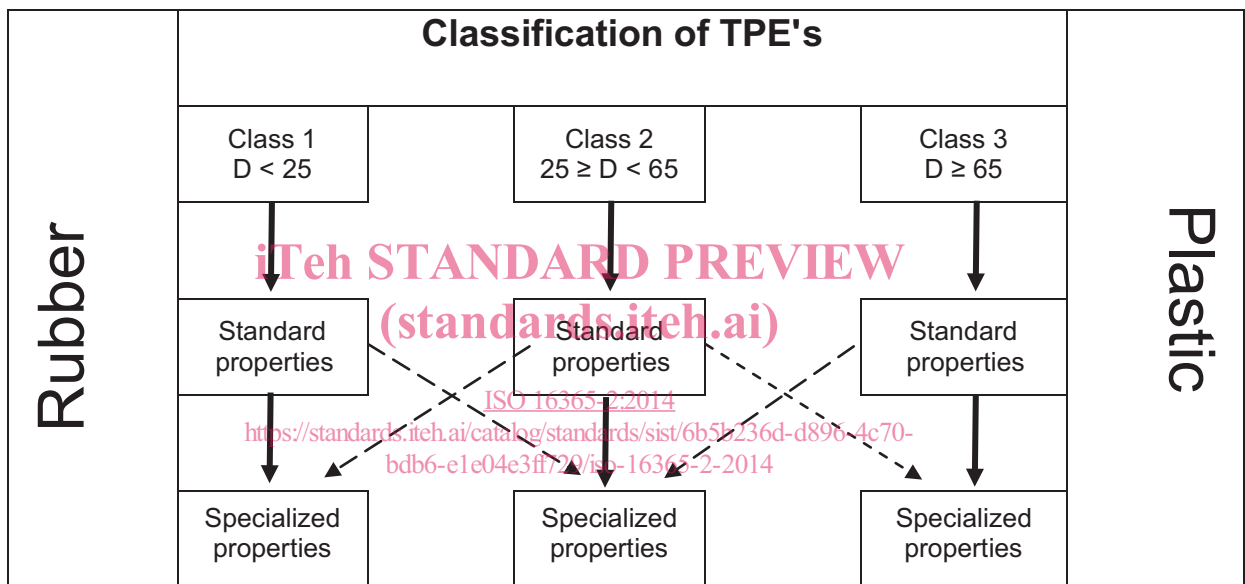 Classification of TPE's
Rubber
Plastic
Class 1
D < 25
Class 2
25 ≥ D < 65
Class 3
D ≥ 65
iTeh STANDARD PREVIEW
(standards.iteh.ai)
Standard
properties
Standard
properties
Standard
properties
ISO 16365-2:2014
https://standards.iteh.ai/catalog/standards/sist/6b5b236d-d896-4c70-
bdb6-e1e04e3ff729/iso-16365-2-2014
Specialized
properties
Specialized
properties
Specialized
properties